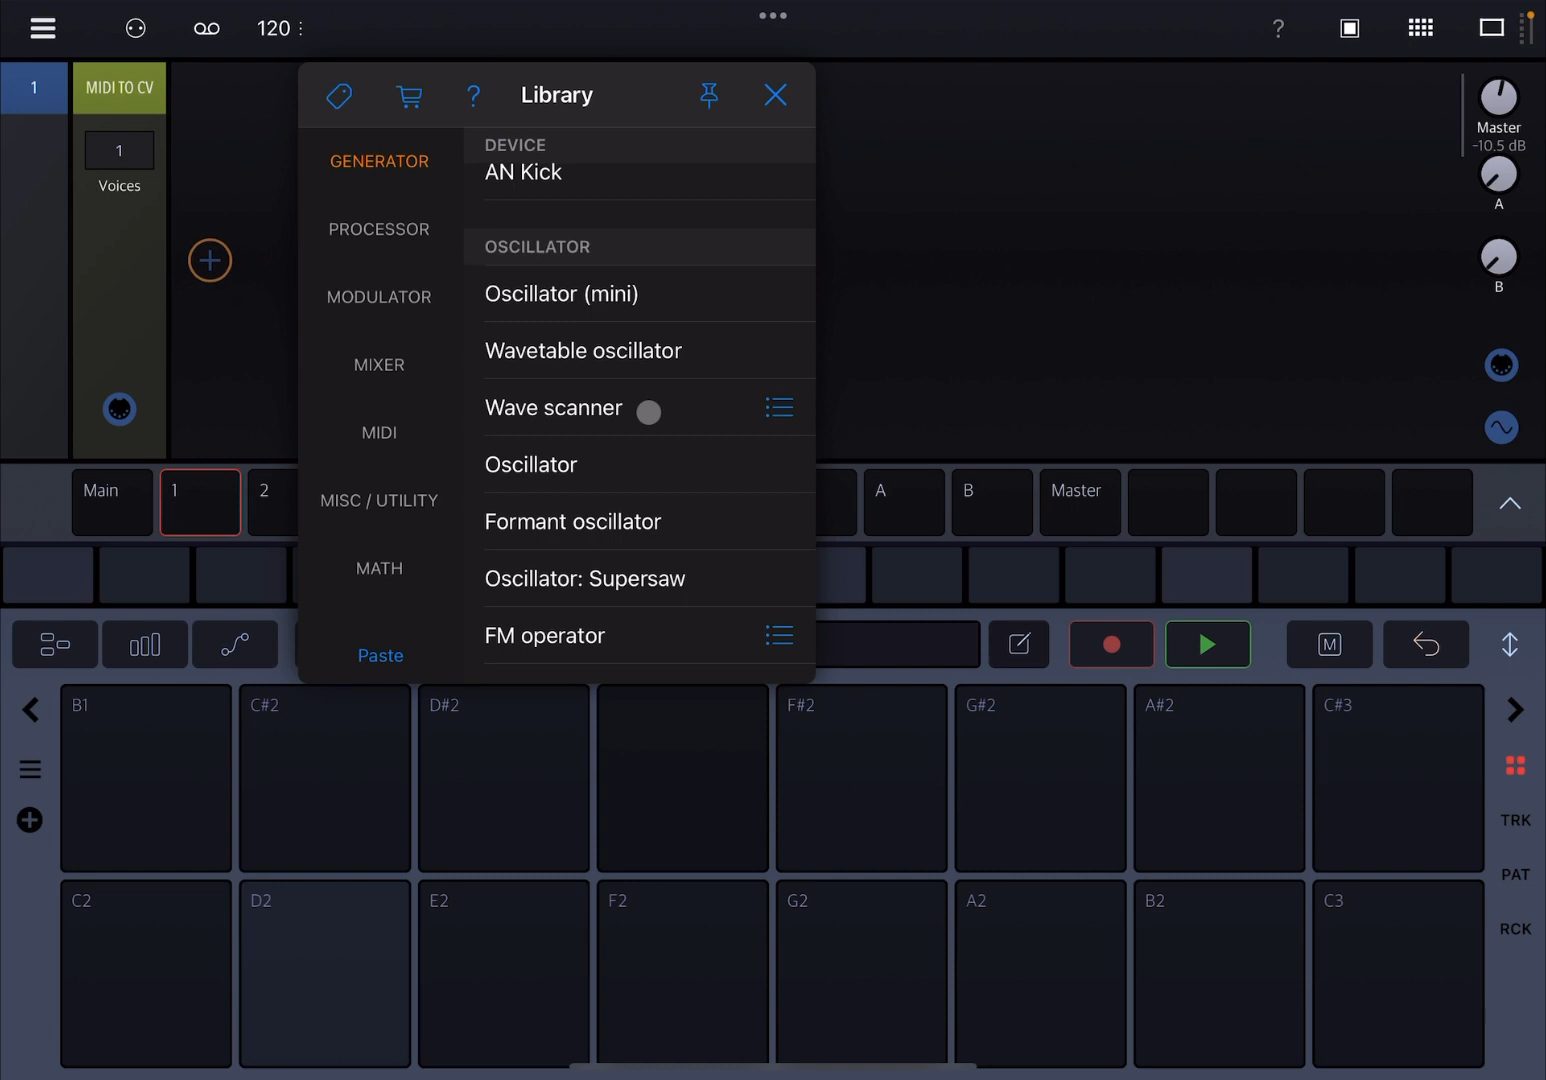 120
?
1
MIDI TO CV
1
Voices
?
Library
GENERATOR
PROCESSOR
MODULATOR
MIXER
MIDI
MISC / UTILITY
MATH
Paste
DEVICE
AN Kick
OSCILLATOR
Oscillator (mini)
Wavetable oscillator
Wave scanner
Oscillator
Formant oscillator
Oscillator: Supersaw
FM operator
Master
-10.5 dB
A
B
Main
1
2
A
B
Master
M
B1
C#2
D#2
F#2
G#2
A#2
C#3
TRK
PAT
RCK
C2
D2
E2
F2
G2
A2
B2
C3